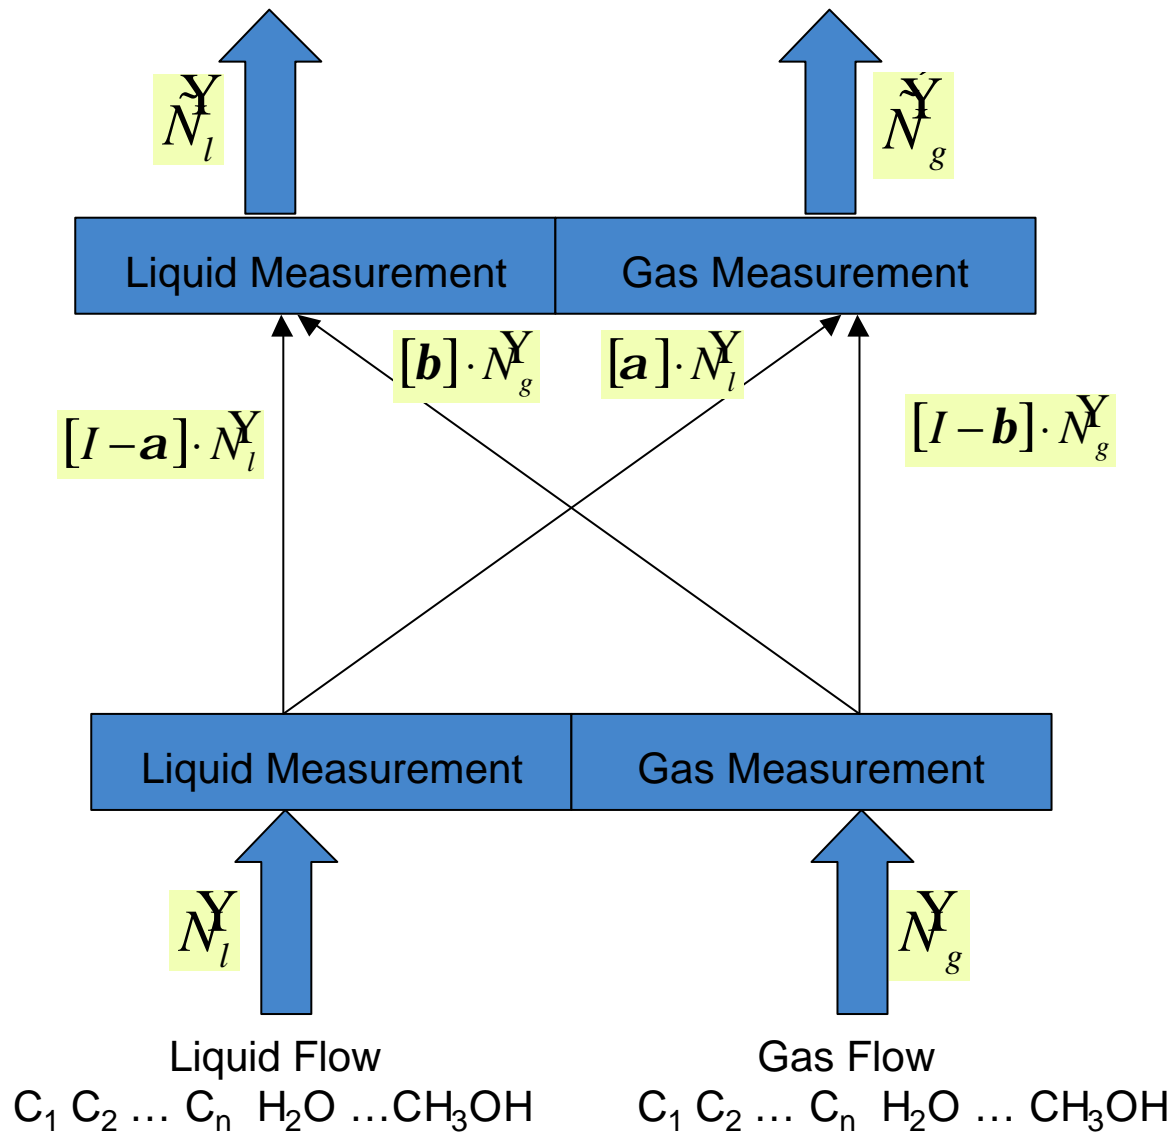 Ñ_l^Y Ñ_g^Y
Liquid Measurement Gas Measurement
[b]·N_g^Y [a]·N_l^Y
[I−a]·N_l^Y [I−b]·N_g^Y
Liquid Measurement Gas Measurement
N_l^Y N_g^Y
Liquid Flow Gas Flow
C₁ C₂ … Cₙ H₂O …CH₃OH C₁ C₂ … Cₙ H₂O … CH₃OH